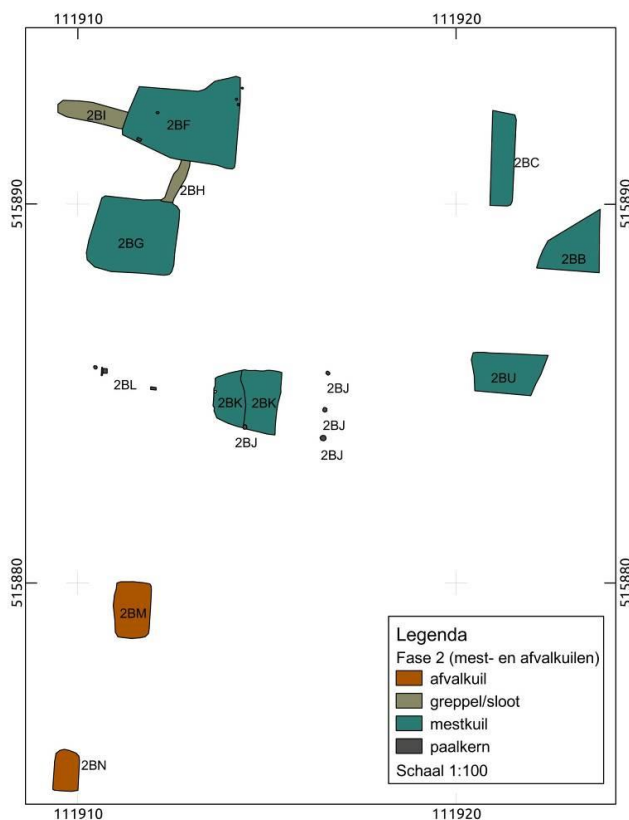 111910 111920
2BI
2BF
2BC
2BH
515890 515890
2BG
2BB
2BL
2BK 2BK
2BJ
2BU
2BJ
2BJ
2BJ
515880 515880
2BM
Legenda
Fase 2 (mest- en afvalkuilen)
afvalkuil
greppel/sloot
mestkuil
paalkern
Schaal 1:100
2BN
111910 111920